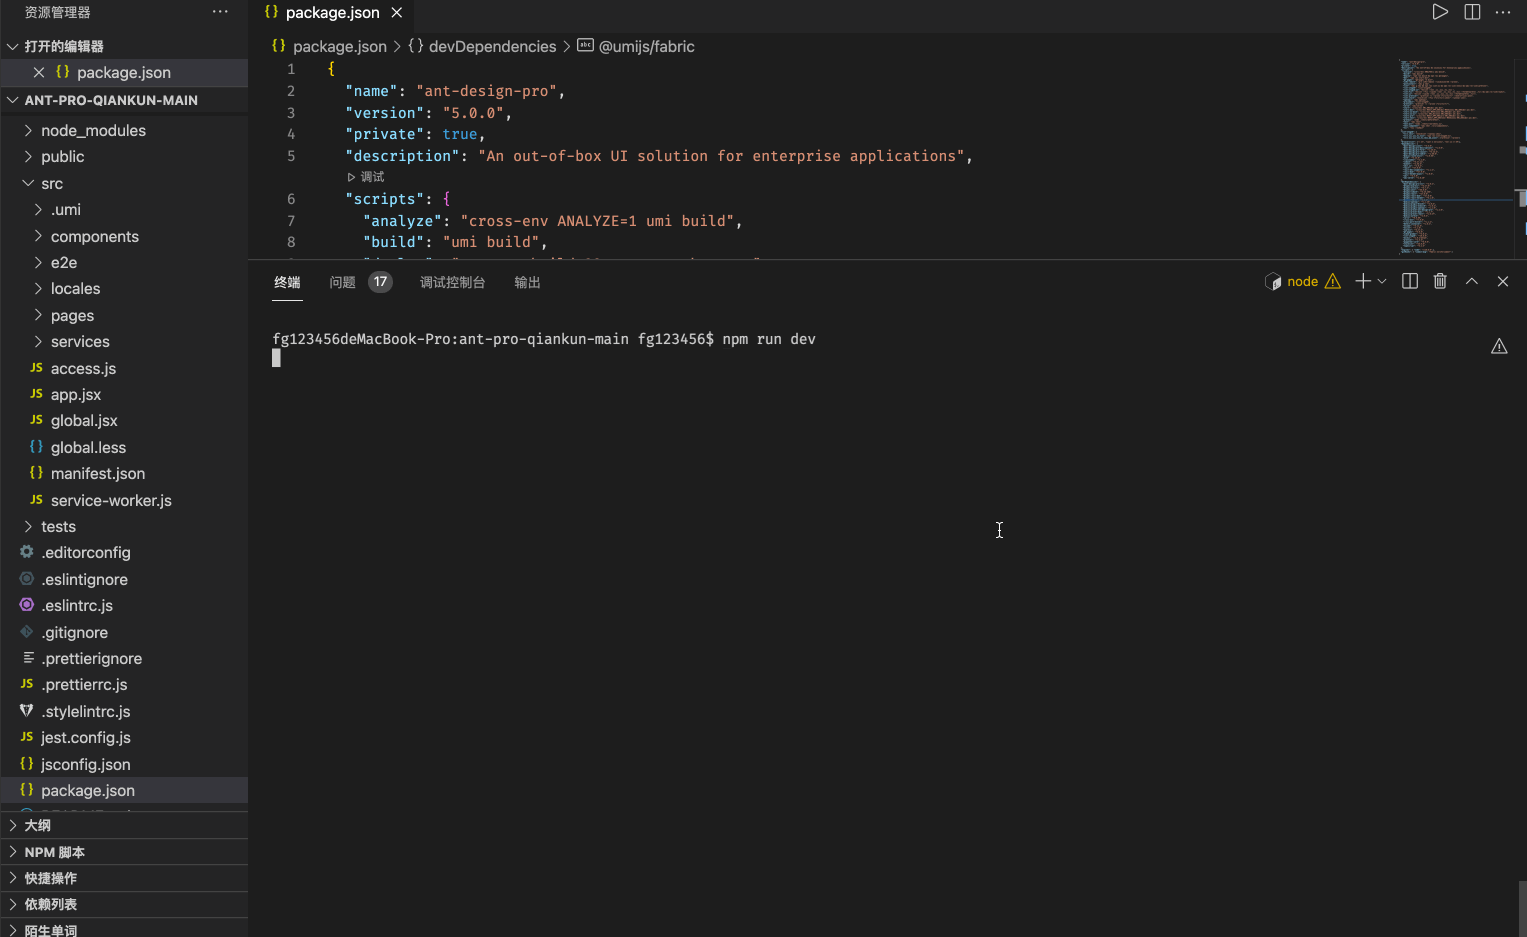 资源管理器
打开的编辑器
package.json
ANT-PRO-QIANKUN-MAIN
node_modules
public
src
.umi
components
e2e
locales
pages
services
JS access.js
JS app.jsx
JS global.jsx
{} global.less
{} manifest.json
JS service-worker.js
tests
.editorconfig
.eslintignore
.eslintrc.js
.gitignore
.prettierignore
JS .prettierrc.js
.stylelintrc.js
JS jest.config.js
{} jsconfig.json
{} package.json
大纲
NPM 脚本
快捷操作
依赖列表
陌生单词
{} package.json
{} package.json > {} devDependencies > abc @umijs/fabric
1 {
2 "name": "ant-design-pro",
3 "version": "5.0.0",
4 "private": true,
5 "description": "An out-of-box UI solution for enterprise applications",
调试
6 "scripts": {
7 "analyze": "cross-env ANALYZE=1 umi build",
8 "build": "umi build",
终端 问题 17 调试控制台 输出
node
fg123456deMacBook-Pro:ant-pro-qiankun-main fg123456$ npm run dev